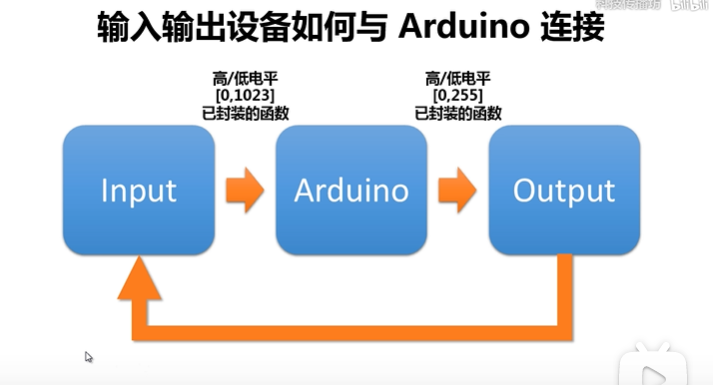 bilibili
输入输出设备如何与 Arduino 连接
高/低电平
[0,1023]
已封装的函数
高/低电平
[0,255]
已封装的函数
Input
Arduino
Output